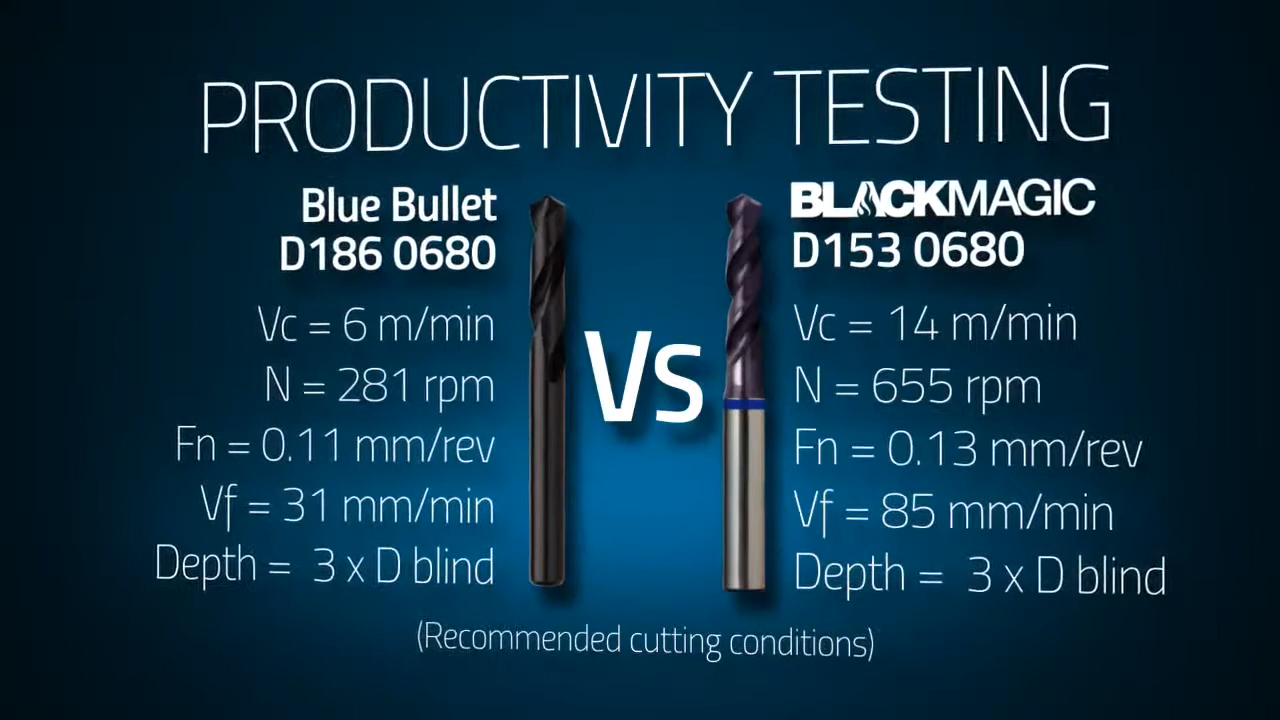 PRODUCTIVITY TESTING
Blue Bullet
D186 0680
Vc = 6 m/min
N = 281 rpm
Fn = 0.11 mm/rev
Vf = 31 mm/min
Depth = 3 x D blind
Vs
BLACKMAGIC
D153 0680
Vc = 14 m/min
N = 655 rpm
Fn = 0.13 mm/rev
Vf = 85 mm/min
Depth = 3 x D blind
(Recommended cutting conditions)